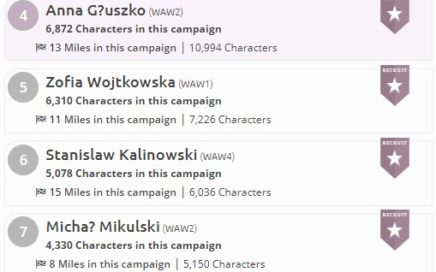 4 Anna G?uszko (WAW2) RECRUIT
6,872 Characters in this campaign
13 Miles in this campaign | 10,994 Characters
5 Zofia Wojtkowska (WAW1) RECRUIT
6,310 Characters in this campaign
11 Miles in this campaign | 7,226 Characters
6 Stanislaw Kalinowski (WAW4) RECRUIT
5,078 Characters in this campaign
15 Miles in this campaign | 6,036 Characters
7 Micha? Mikulski (WAW2) RECRUIT
4,330 Characters in this campaign
8 Miles in this campaign | 5,150 Characters